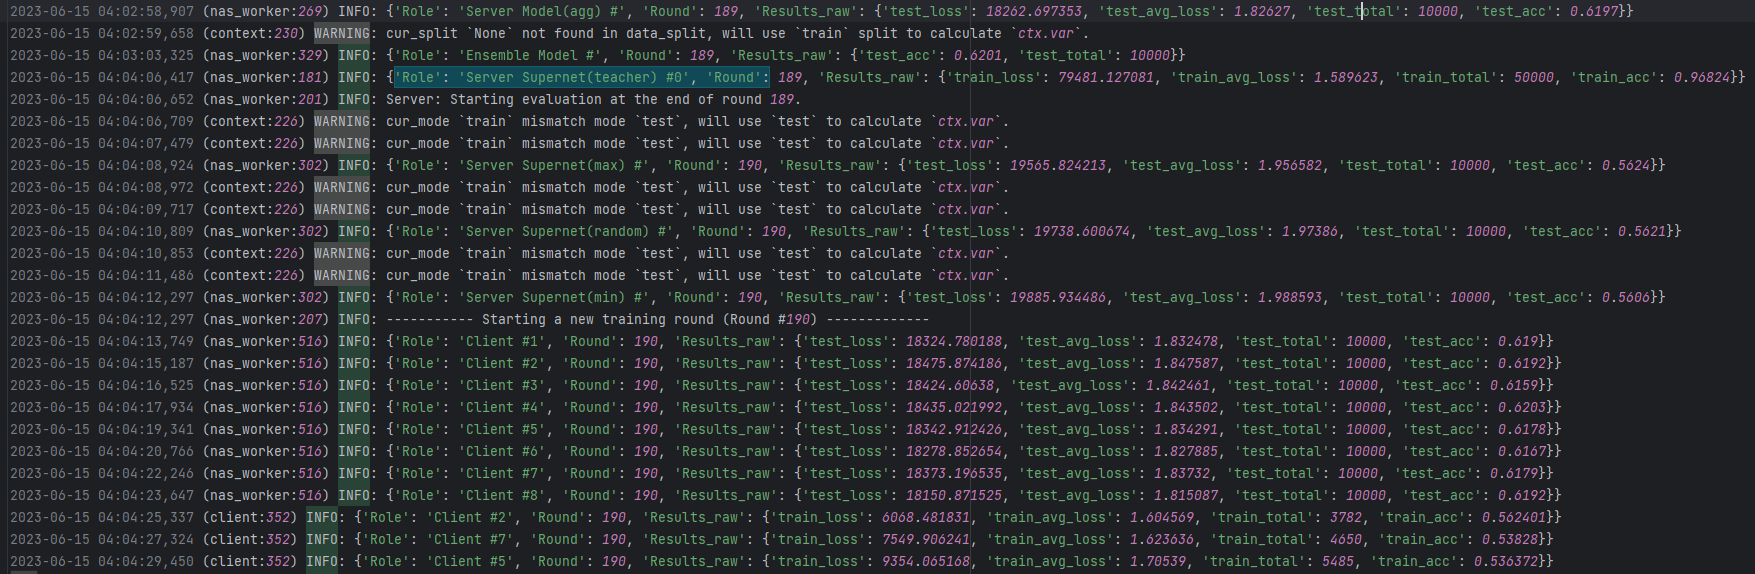 2023-06-15 04:02:58,907 (nas_worker:269) INFO: {'Role': 'Server Model(agg) #', 'Round': 189, 'Results_raw': {'test_loss': 18262.697353, 'test_avg_loss': 1.82627, 'test_total': 10000, 'test_acc': 0.6197}}
2023-06-15 04:02:59,658 (context:230) WARNING: cur_split `None` not found in data_split, will use `train` split to calculate `ctx.var`.
2023-06-15 04:03:03,325 (nas_worker:329) INFO: {'Role': 'Ensemble Model #', 'Round': 189, 'Results_raw': {'test_acc': 0.6201, 'test_total': 10000}}
2023-06-15 04:04:06,417 (nas_worker:181) INFO: {'Role': 'Server Supernet(teacher) #0', 'Round': 189, 'Results_raw': {'train_loss': 79481.127081, 'train_avg_loss': 1.589623, 'train_total': 50000, 'train_acc': 0.96824}}
2023-06-15 04:04:06,652 (nas_worker:201) INFO: Server: Starting evaluation at the end of round 189.
2023-06-15 04:04:06,709 (context:226) WARNING: cur_mode `train` mismatch mode `test`, will use `test` to calculate `ctx.var`.
2023-06-15 04:04:07,479 (context:226) WARNING: cur_mode `train` mismatch mode `test`, will use `test` to calculate `ctx.var`.
2023-06-15 04:04:08,924 (nas_worker:302) INFO: {'Role': 'Server Supernet(max) #', 'Round': 190, 'Results_raw': {'test_loss': 19565.824213, 'test_avg_loss': 1.956582, 'test_total': 10000, 'test_acc': 0.5624}}
2023-06-15 04:04:08,972 (context:226) WARNING: cur_mode `train` mismatch mode `test`, will use `test` to calculate `ctx.var`.
2023-06-15 04:04:09,717 (context:226) WARNING: cur_mode `train` mismatch mode `test`, will use `test` to calculate `ctx.var`.
2023-06-15 04:04:10,809 (nas_worker:302) INFO: {'Role': 'Server Supernet(random) #', 'Round': 190, 'Results_raw': {'test_loss': 19738.600674, 'test_avg_loss': 1.97386, 'test_total': 10000, 'test_acc': 0.5621}}
2023-06-15 04:04:10,853 (context:226) WARNING: cur_mode `train` mismatch mode `test`, will use `test` to calculate `ctx.var`.
2023-06-15 04:04:11,486 (context:226) WARNING: cur_mode `train` mismatch mode `test`, will use `test` to calculate `ctx.var`.
2023-06-15 04:04:12,297 (nas_worker:302) INFO: {'Role': 'Server Supernet(min) #', 'Round': 190, 'Results_raw': {'test_loss': 19885.934486, 'test_avg_loss': 1.988593, 'test_total': 10000, 'test_acc': 0.5606}}
2023-06-15 04:04:12,297 (nas_worker:207) INFO: ----------- Starting a new training round (Round #190) -------------
2023-06-15 04:04:13,749 (nas_worker:516) INFO: {'Role': 'Client #1', 'Round': 190, 'Results_raw': {'test_loss': 18324.780188, 'test_avg_loss': 1.832478, 'test_total': 10000, 'test_acc': 0.619}}
2023-06-15 04:04:15,187 (nas_worker:516) INFO: {'Role': 'Client #2', 'Round': 190, 'Results_raw': {'test_loss': 18475.874186, 'test_avg_loss': 1.847587, 'test_total': 10000, 'test_acc': 0.6192}}
2023-06-15 04:04:16,525 (nas_worker:516) INFO: {'Role': 'Client #3', 'Round': 190, 'Results_raw': {'test_loss': 18424.60638, 'test_avg_loss': 1.842461, 'test_total': 10000, 'test_acc': 0.6159}}
2023-06-15 04:04:17,934 (nas_worker:516) INFO: {'Role': 'Client #4', 'Round': 190, 'Results_raw': {'test_loss': 18435.021992, 'test_avg_loss': 1.843502, 'test_total': 10000, 'test_acc': 0.6203}}
2023-06-15 04:04:19,341 (nas_worker:516) INFO: {'Role': 'Client #5', 'Round': 190, 'Results_raw': {'test_loss': 18342.912426, 'test_avg_loss': 1.834291, 'test_total': 10000, 'test_acc': 0.6178}}
2023-06-15 04:04:20,766 (nas_worker:516) INFO: {'Role': 'Client #6', 'Round': 190, 'Results_raw': {'test_loss': 18278.852654, 'test_avg_loss': 1.827885, 'test_total': 10000, 'test_acc': 0.6167}}
2023-06-15 04:04:22,246 (nas_worker:516) INFO: {'Role': 'Client #7', 'Round': 190, 'Results_raw': {'test_loss': 18373.196535, 'test_avg_loss': 1.83732, 'test_total': 10000, 'test_acc': 0.6179}}
2023-06-15 04:04:23,647 (nas_worker:516) INFO: {'Role': 'Client #8', 'Round': 190, 'Results_raw': {'test_loss': 18150.871525, 'test_avg_loss': 1.815087, 'test_total': 10000, 'test_acc': 0.6192}}
2023-06-15 04:04:25,337 (client:352) INFO: {'Role': 'Client #2', 'Round': 190, 'Results_raw': {'train_loss': 6068.481831, 'train_avg_loss': 1.604569, 'train_total': 3782, 'train_acc': 0.562401}}
2023-06-15 04:04:27,324 (client:352) INFO: {'Role': 'Client #7', 'Round': 190, 'Results_raw': {'train_loss': 7549.906241, 'train_avg_loss': 1.623636, 'train_total': 4650, 'train_acc': 0.53828}}
2023-06-15 04:04:29,450 (client:352) INFO: {'Role': 'Client #5', 'Round': 190, 'Results_raw': {'train_loss': 9354.065168, 'train_avg_loss': 1.70539, 'train_total': 5485, 'train_acc': 0.536372}}